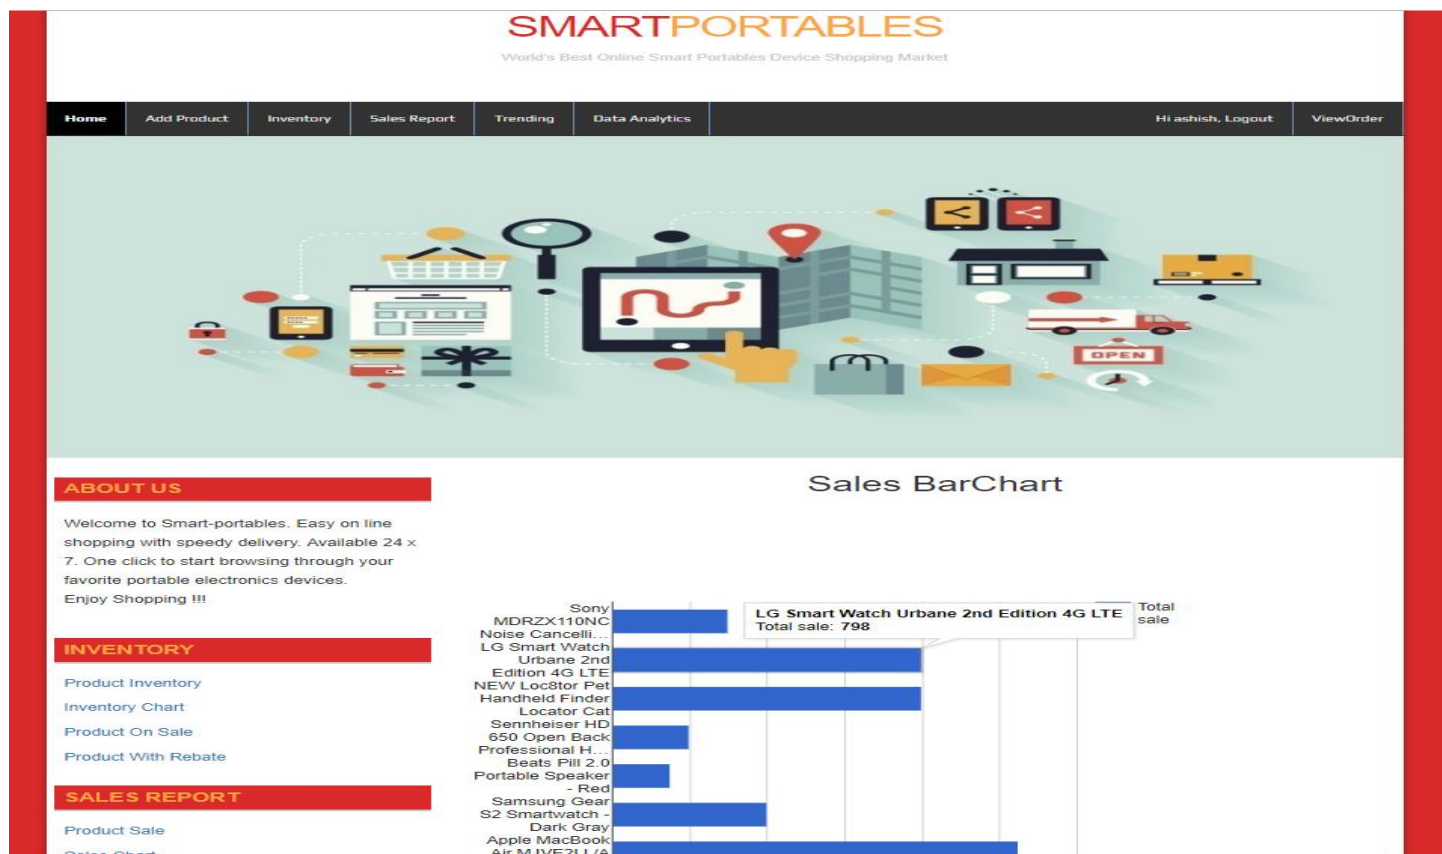 SMARTPORTABLES
World's Best Online Smart Portables Device Shopping Market
Home
Add Product
Inventory
Sales Report
Trending
Data Analytics
Hi ashish, Logout
ViewOrder
OPEN
ABOUT US
Welcome to Smart-portables. Easy on line
shopping with speedy delivery. Available 24 x
7. One click to start browsing through your
favorite portable electronics devices.
Enjoy Shopping !!!
INVENTORY
Product Inventory
Inventory Chart
Product On Sale
Product With Rebate
SALES REPORT
Product Sale
Sales Chart
Sales BarChart
Sony
MDRZX110NC
Noise Cancelli...
LG Smart Watch
Urbane 2nd
Edition 4G LTE
NEW Loc8tor Pet
Handheld Finder
Locator Cat
Sennheiser HD
650 Open Back
Professional H...
Beats Pill 2.0
Portable Speaker
- Red
Samsung Gear
S2 Smartwatch -
Dark Gray
Apple MacBook
Air MJVE2LL/A
LG Smart Watch Urbane 2nd Edition 4G LTE
Total sale: 798
Total
sale